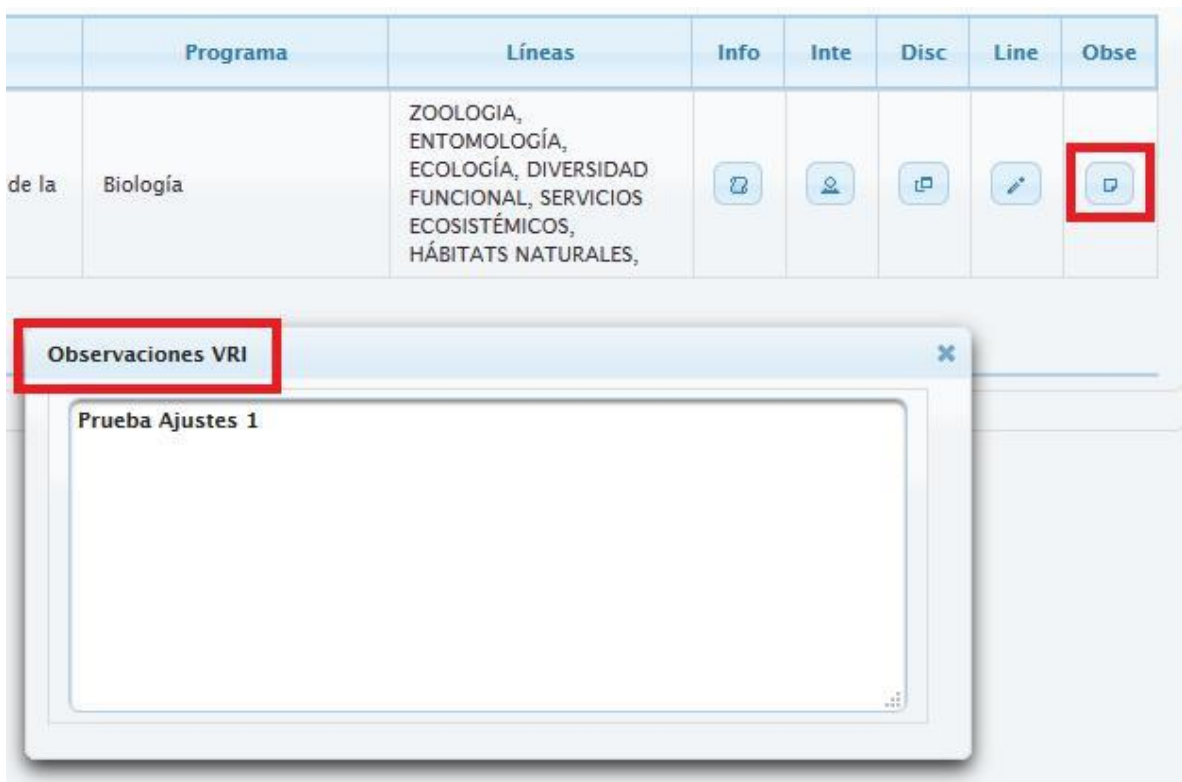 Programa Líneas Info Inte Disc Line Obse
de la Biología
ZOOLOGIA,
ENTOMOLOGÍA,
ECOLOGÍA, DIVERSIDAD
FUNCIONAL, SERVICIOS
ECOSISTÉMICOS,
HÁBITATS NATURALES,
Observaciones VRI
Prueba Ajustes 1